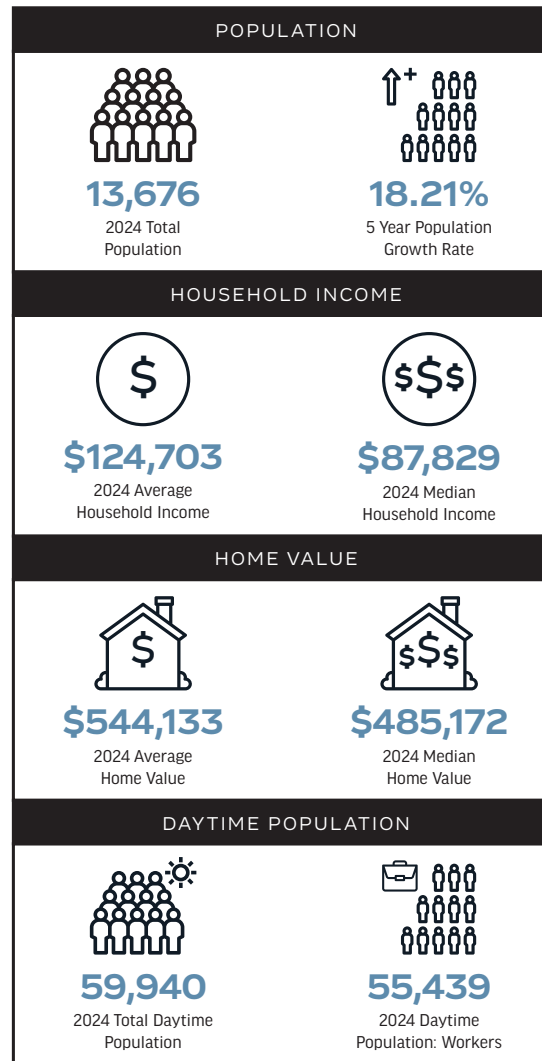 POPULATION
13,676
2024 Total
Population
18.21%
5 Year Population
Growth Rate
HOUSEHOLD INCOME
$
$124,703
2024 Average
Household Income
$$$
$87,829
2024 Median
Household Income
HOME VALUE
$
$544,133
2024 Average
Home Value
$$$
$485,172
2024 Median
Home Value
DAYTIME POPULATION
59,940
2024 Total Daytime
Population
55,439
2024 Daytime
Population: Workers